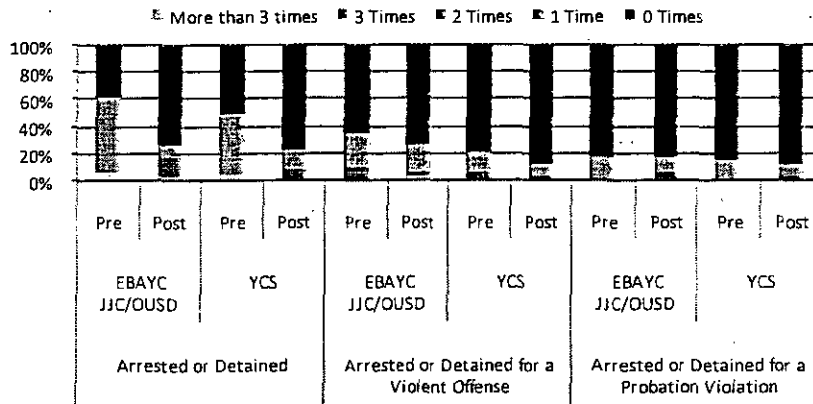 More than 3 times 3 Times 2 Times 1 Time 0 Times
100%
80%
60%
40%
20%
0%
Pre Post Pre Post Pre Post Pre Post Pre Post Pre Post
EBAYC YCS EBAYC YCS EBAYC YCS
JJC/OUSD JJC/OUSD JJC/OUSD
Arrested or Detained Arrested or Detained for a Arrested or Detained for a
Violent Offense Probation Violation